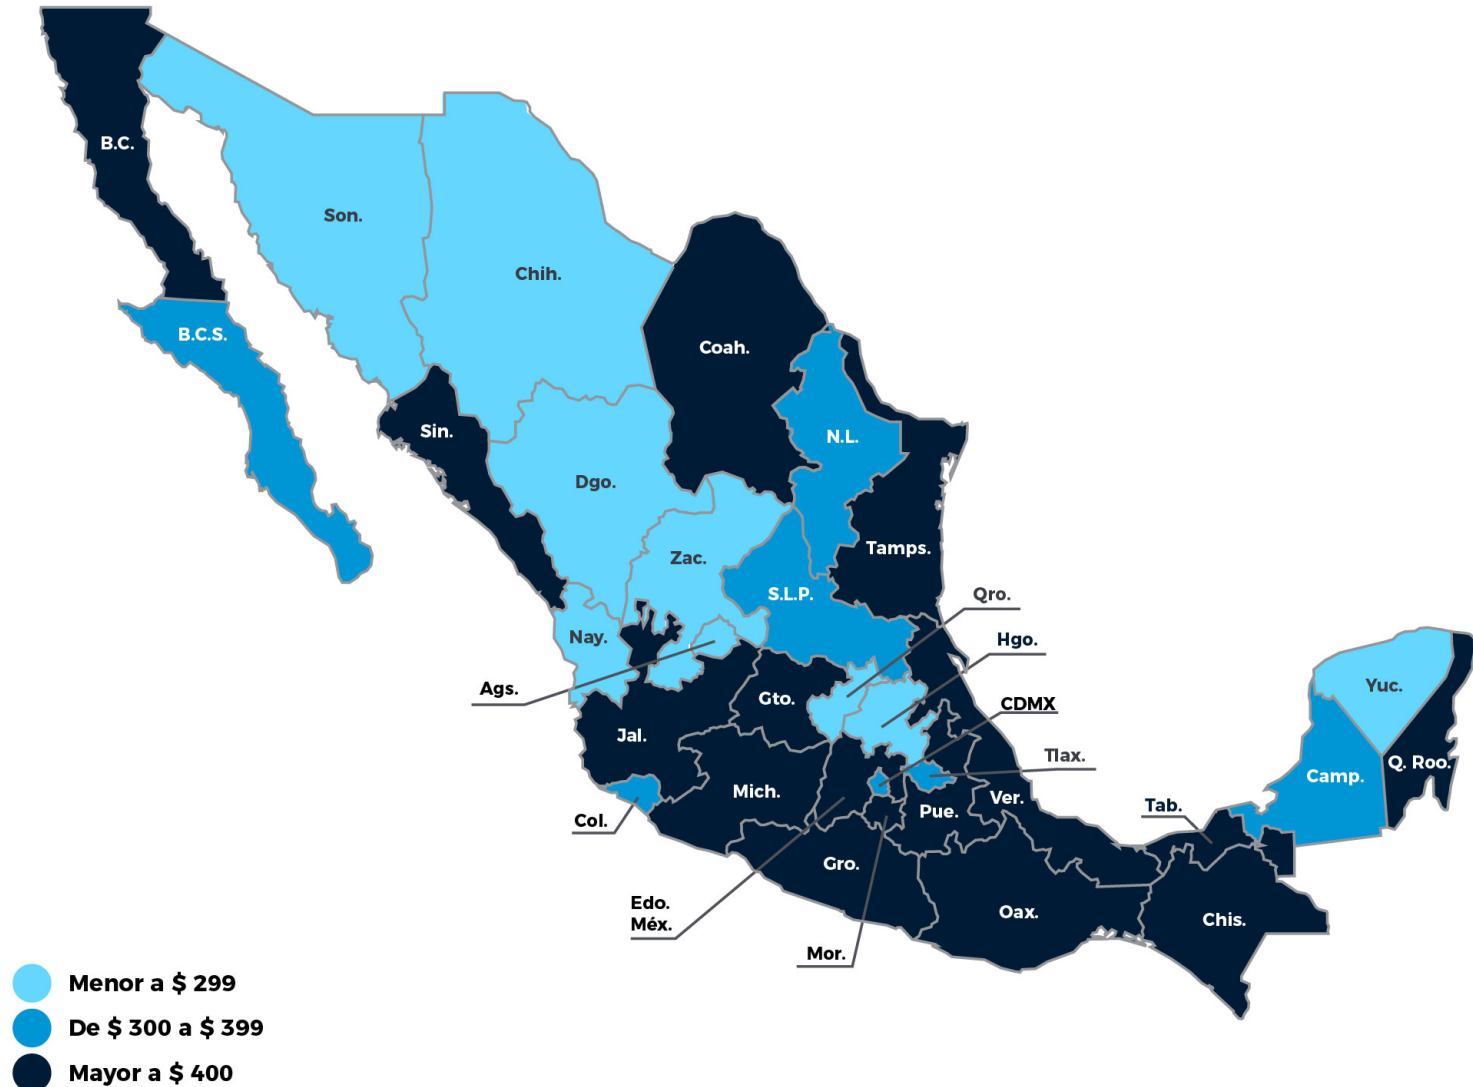 B.C.
Son.
Chih.
B.C.S.
Coah.
Sin.
N.L.
Dgo.
Tamps.
Zac.
S.L.P.
Qro.
Nay.
Hgo.
Ags.
Gto.
CDMX
Yuc.
Jal.
Tlax.
Q. Roo.
Camp.
Mich.
Ver.
Tab.
Col.
Pue.
Gro.
Edo.
Méx.
Oax.
Chis.
Mor.
Menor a $ 299
De $ 300 a $ 399
Mayor a $ 400